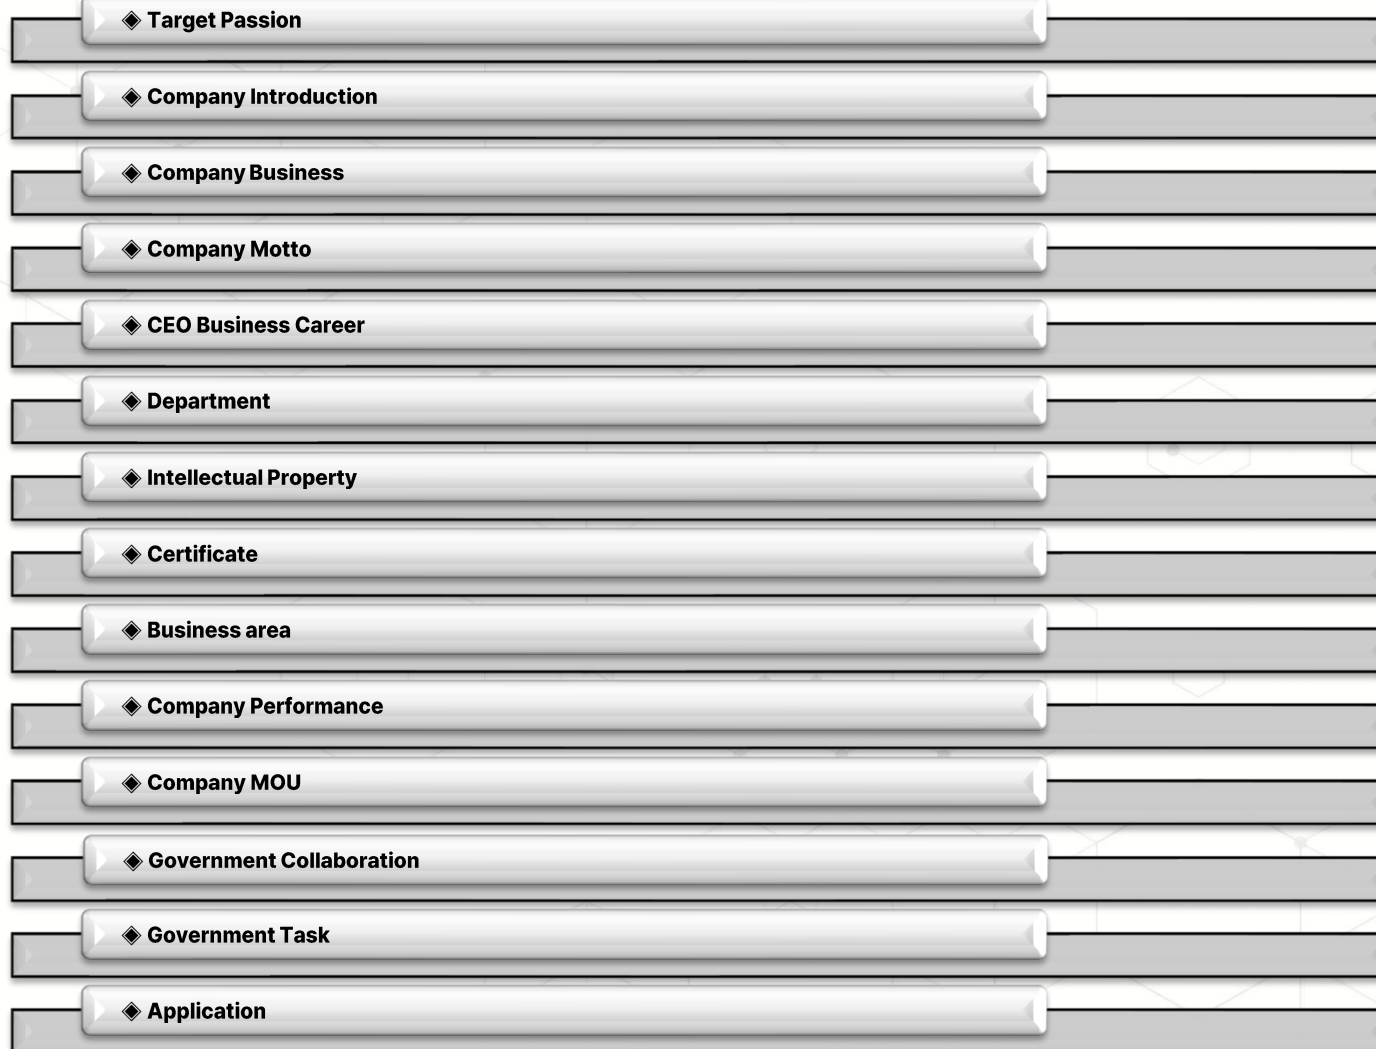 ◈ Target Passion
◈ Company Introduction
◈ Company Business
◈ Company Motto
◈ CEO Business Career
◈ Department
◈ Intellectual Property
◈ Certificate
◈ Business area
◈ Company Performance
◈ Company MOU
◈ Government Collaboration
◈ Government Task
◈ Application